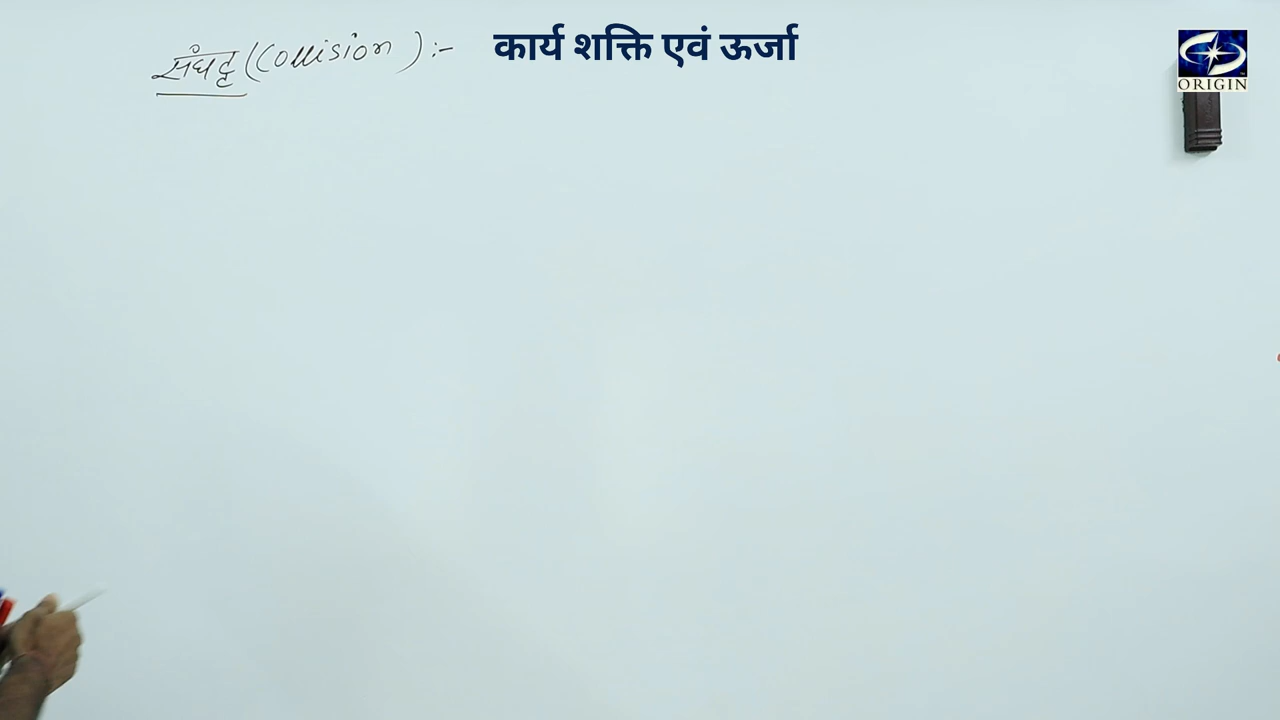 संघट्ट (Collision) :-
कार्य शक्ति एवं ऊर्जा
ORIGIN